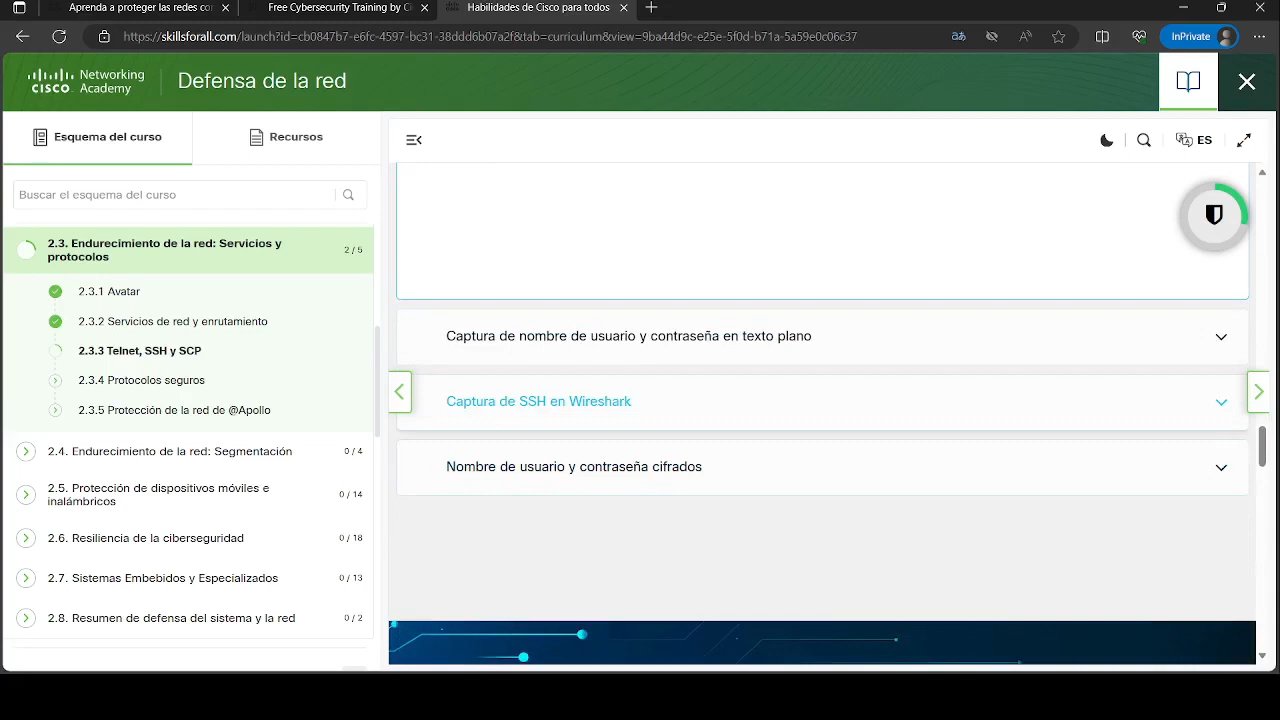 Aprenda a proteger las redes cor
Free Cybersecurity Training by Ci
Habilidades de Cisco para todos
https://skillsforall.com/launch?id=cb0847b7-e6fc-4597-bc31-38ddd6b07a2f&tab=curriculum&view=9ba44d9c-e25e-5f0d-b71a-5a59e0c06c37
InPrivate
Networking
CISCO Academy
Defensa de la red
Esquema del curso
Recursos
ES
Buscar el esquema del curso
2.3. Endurecimiento de la red: Servicios y
protocolos
2 / 5
2.3.1 Avatar
2.3.2 Servicios de red y enrutamiento
2.3.3 Telnet, SSH y SCP
2.3.4 Protocolos seguros
2.3.5 Protección de la red de @Apollo
2.4. Endurecimiento de la red: Segmentación
0 / 4
2.5. Protección de dispositivos móviles e
inalámbricos
0 / 14
2.6. Resiliencia de la ciberseguridad
0 / 18
2.7. Sistemas Embebidos y Especializados
0 / 13
2.8. Resumen de defensa del sistema y la red
0 / 2
Captura de nombre de usuario y contraseña en texto plano
Captura de SSH en Wireshark
Nombre de usuario y contraseña cifrados